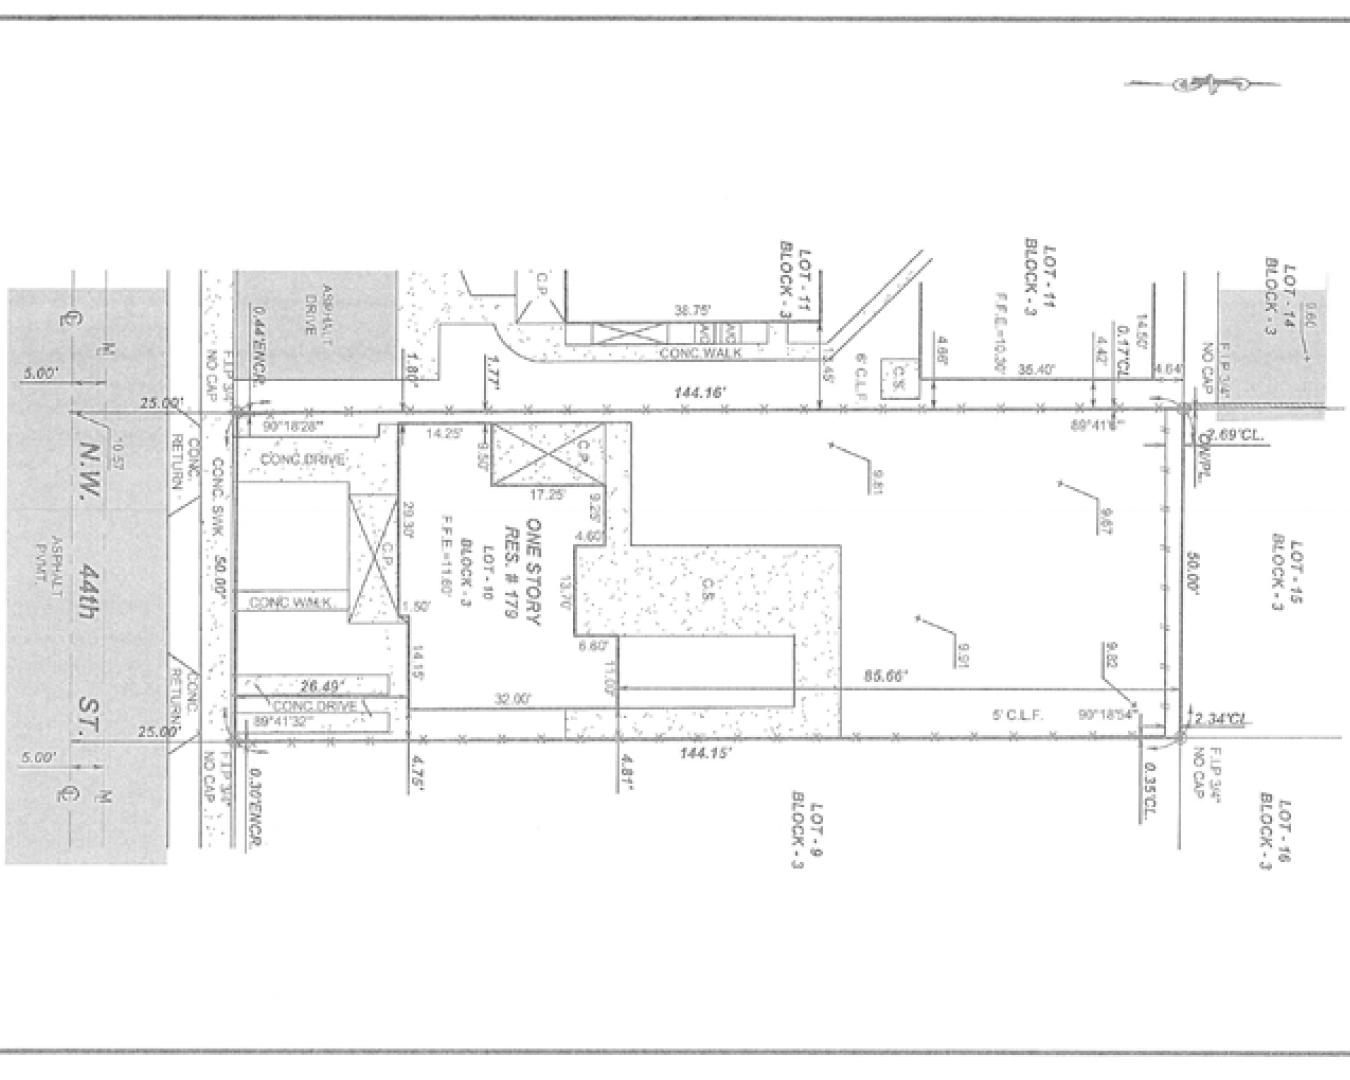 LOT - 11
BLOCK - 3
LOT - 11
BLOCK - 3
LOT - 14
BLOCK - 3
9.60
F.I.P 3/4"
NO CAP
ASPHALT
DRIVE
0.44'ENCR.
F.I.P 3/4"
NO CAP
C.P.
38.75'
A/C
A/C
CONC.WALK
6' C.L.F.
C.S.
F.F.E.=10.20'
4.66'
35.40'
4.42'
0.17'CL.
14.50'
4.64'
5.00'
25.00'
1.80'
1.77'
144.16'
90°18'28"
14.25'
9.50'
C.P.
17.25'
9.25'
4.60'
9.81
9.67
2.69'CL.
ON/PL.
10.57
CONC.
RETURN
CONC. SWK.
CONC.DRIVE
C.P.
29.30'
F.F.E.=11.60'
ONE STORY
RES. # 179
LOT - 10
BLOCK - 3
13.70'
C.S.
LOT - 15
BLOCK - 3
50.00'
N.W. 44th ST.
ASPHALT
PVMT.
50.00'
CONC.WALK
1.50'
14.15'
6.60'
11.00'
9.91
9.82
85.66'
26.49'
CONC.DRIVE
89°41'32"
32.00'
5' C.L.F.
90°18'54"
2.34'CL.
CONC.
RETURN
25.00'
5.00'
144.15'
F.I.P 3/4"
NO CAP
0.30'ENCR.
4.75'
4.81'
0.35'CL.
F.I.P 3/4"
NO CAP
LOT - 9
BLOCK - 3
LOT - 16
BLOCK - 3